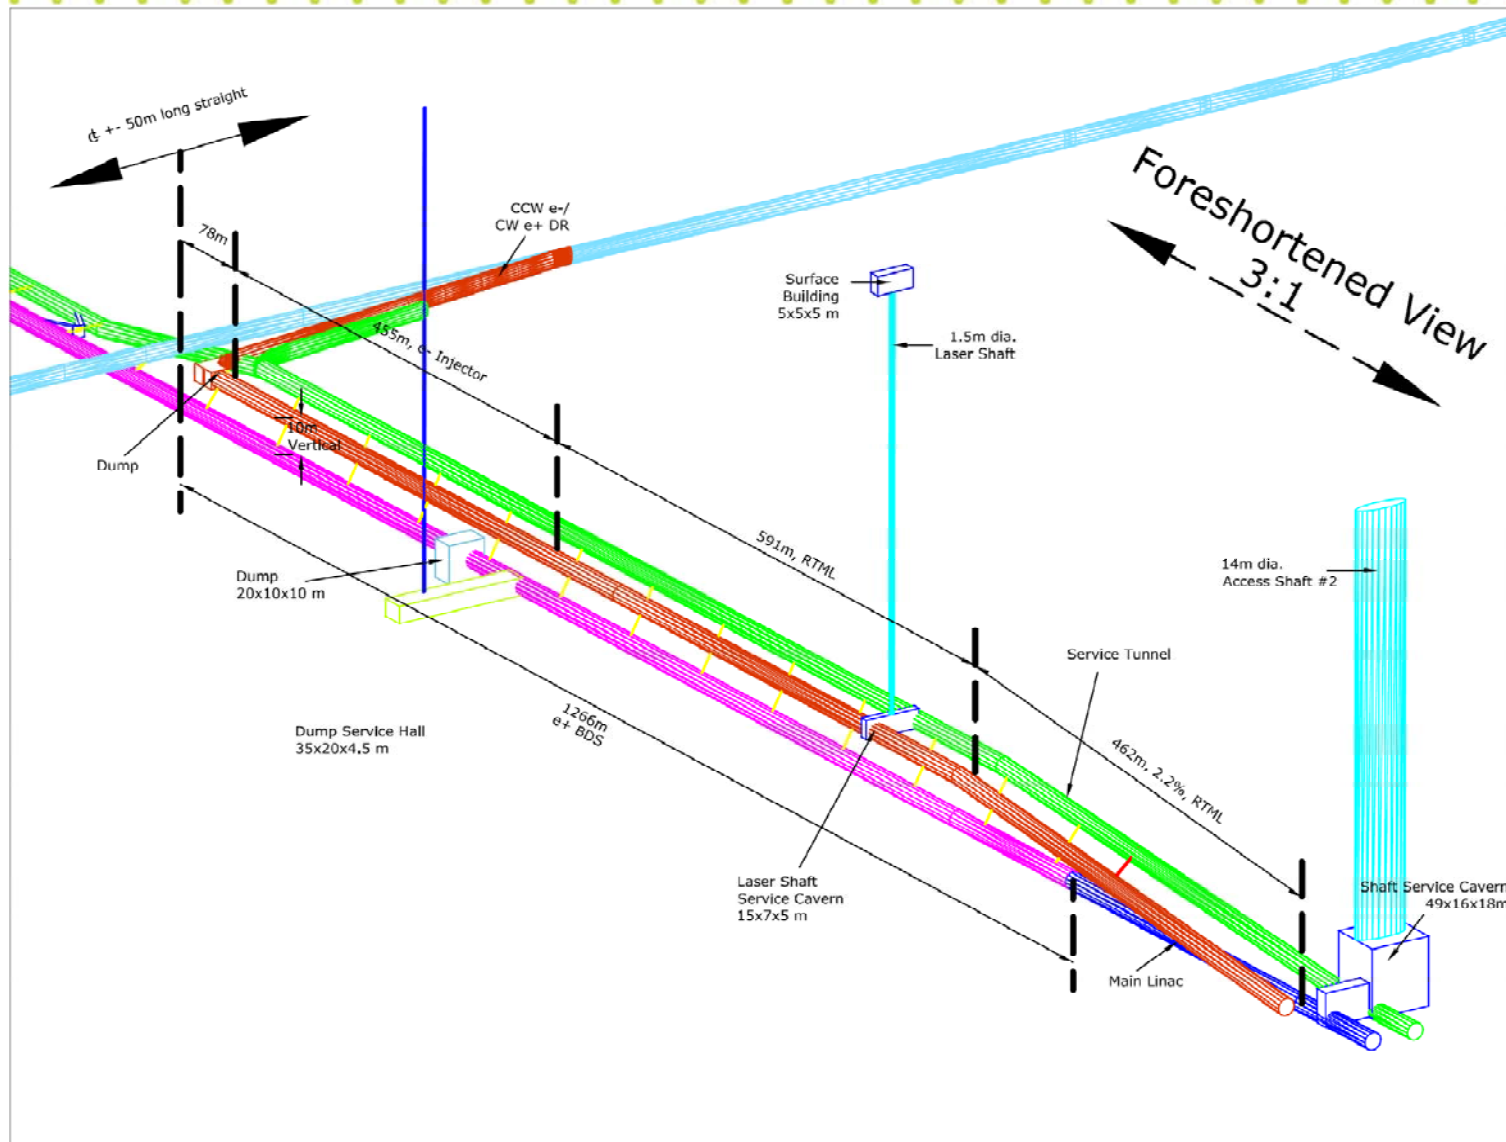 ℄ +- 50m long straight
Foreshortened View
3:1
78m
CCW e-/
CW e+ DR
455m, e- Injector
Surface
Building
5x5x5 m
1.5m dia.
Laser Shaft
10m
Vertical
Dump
Dump
20x10x10 m
591m, RTML
14m dia.
Access Shaft #2
Service Tunnel
1266m
e+ BDS
Dump Service Hall
35x20x4.5 m
462m, 2.2%, RTML
Laser Shaft
Service Cavern
15x7x5 m
Shaft Service Cavern
49x16x18m
Main Linac